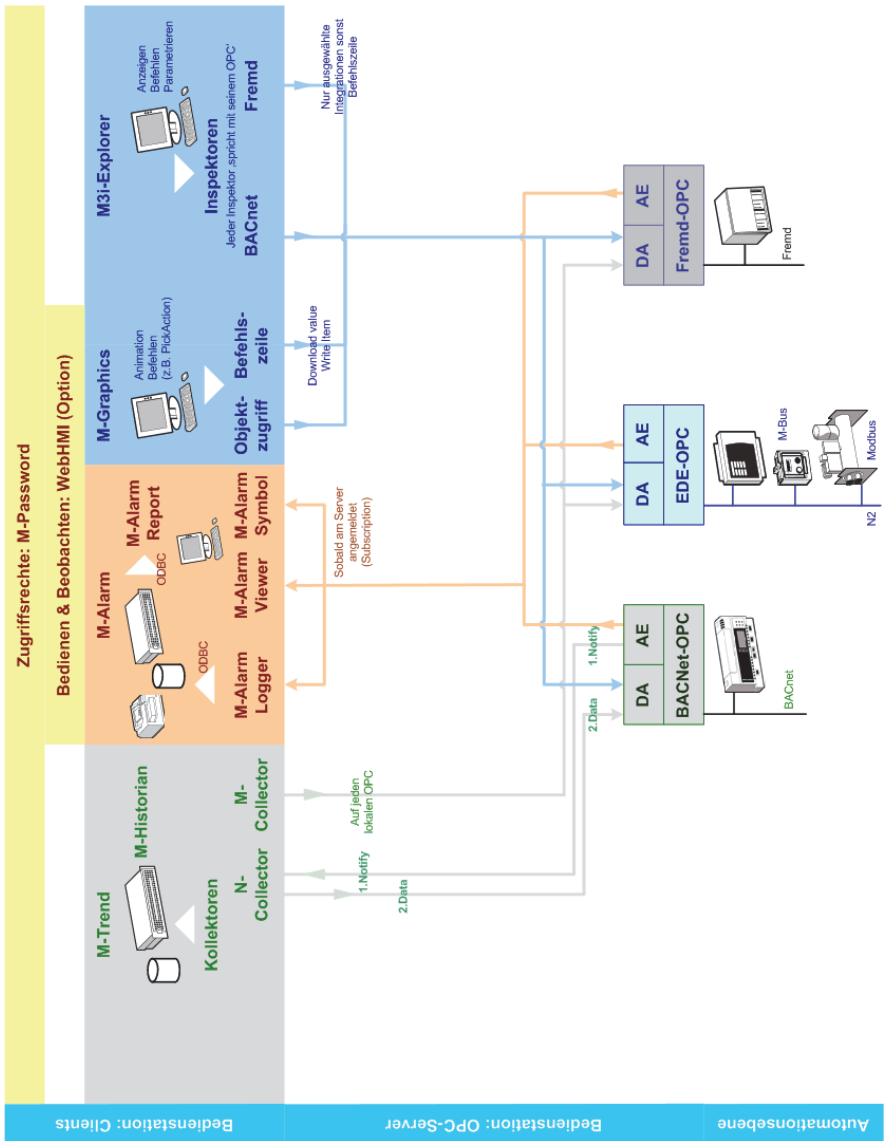 Zugriffsrechte: M-Password
Bedienen & Beobachten: WebHMI (Option)
Bedienstation: Clients
M-Trend
M-Historian
Kollektoren
N-
Collector
M-
Collector
M-Alarm
ODBC
M-Alarm
Report
ODBC
M-Alarm
Logger
M-Alarm
Viewer
M-Alarm
Symbol
M-Graphics
Animation
Befehlen
(z.B. PickAction)
Objekt-
zugriff
Befehls-
zeile
M3i-Explorer
Anzeigen
Befehlen
Parametrieren
Inspektoren
Jeder Inspektor ‚spricht mit seinem OPC'
BACnet
Fremd
Bedienstation: OPC-Server
1.Notify
2.Data
Auf jeden
lokalen OPC
Sobald am Server
angemeldet
(Subscription)
Download value
Write Item
Nur ausgewählte
Integrationen sonst
Befehlszeile
2.Data
1.Notify
DA
AE
BACNet-OPC
DA
AE
EDE-OPC
DA
AE
Fremd-OPC
Automationsebene
BACnet
N2
M-Bus
Modbus
Fremd